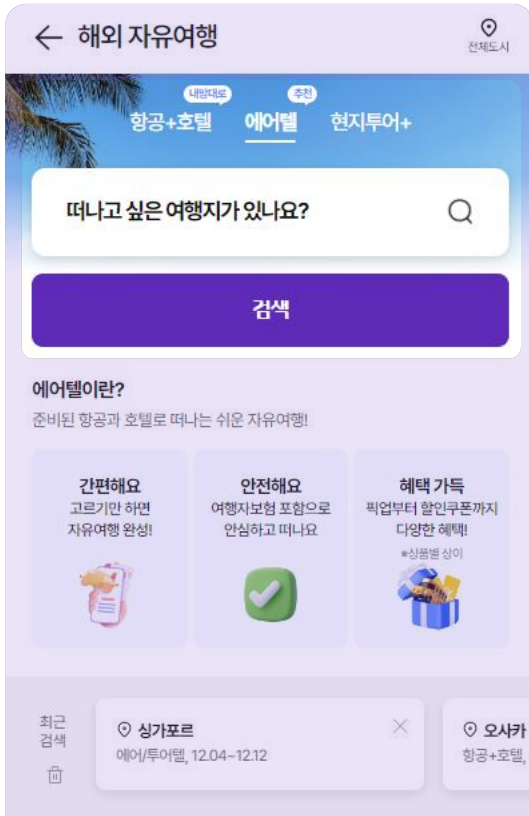 해외 자유여행
전체도시
내맘대로
추천
항공+호텔 에어텔 현지투어+
떠나고 싶은 여행지가 있나요?
검색
에어텔이란?
준비된 항공과 호텔로 떠나는 쉬운 자유여행!
간편해요
고르기만 하면
자유여행 완성!
안전해요
여행자보험 포함으로
안심하고 떠나요
혜택 가득
픽업부터 할인쿠폰까지
다양한 혜택!
*상품별 상이
최근
검색
싱가포르
에어/투어텔, 12.04~12.12
오사카
항공+호텔,